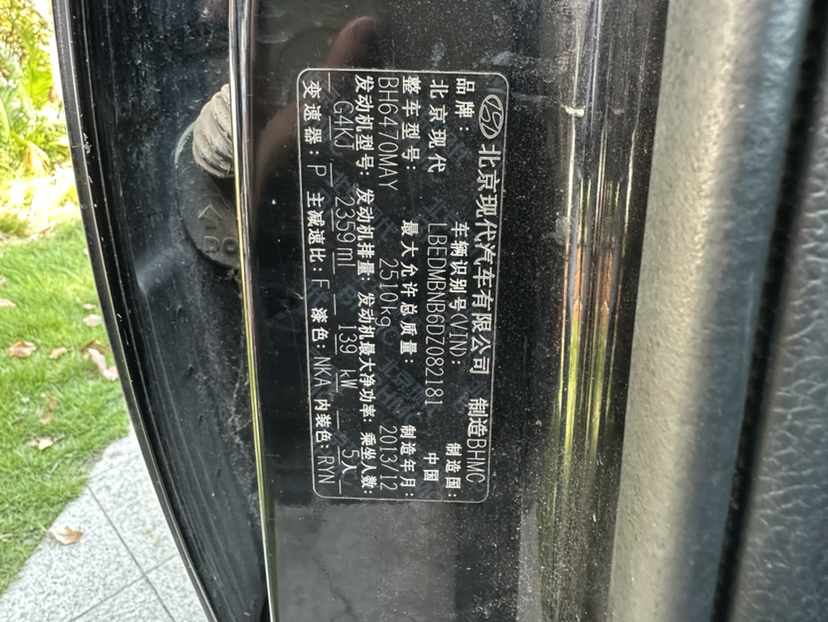 北京现代汽车有限公司 制造BHMC
品牌: 车辆识别号(VIN): 制造国:
北京现代 LBEDMBNB6DZ082181 中国
整车型号: 最大允许总质量: 制造年月:
BH6470MAY 2510kg 2013/12
发动机型号: 发动机排量: 发动机最大净功率: 乘坐人数:
G4KJ 2359ml 139 kW 5人
变速器: P 主减速比: F 漆色: NKA 内装色: RYN